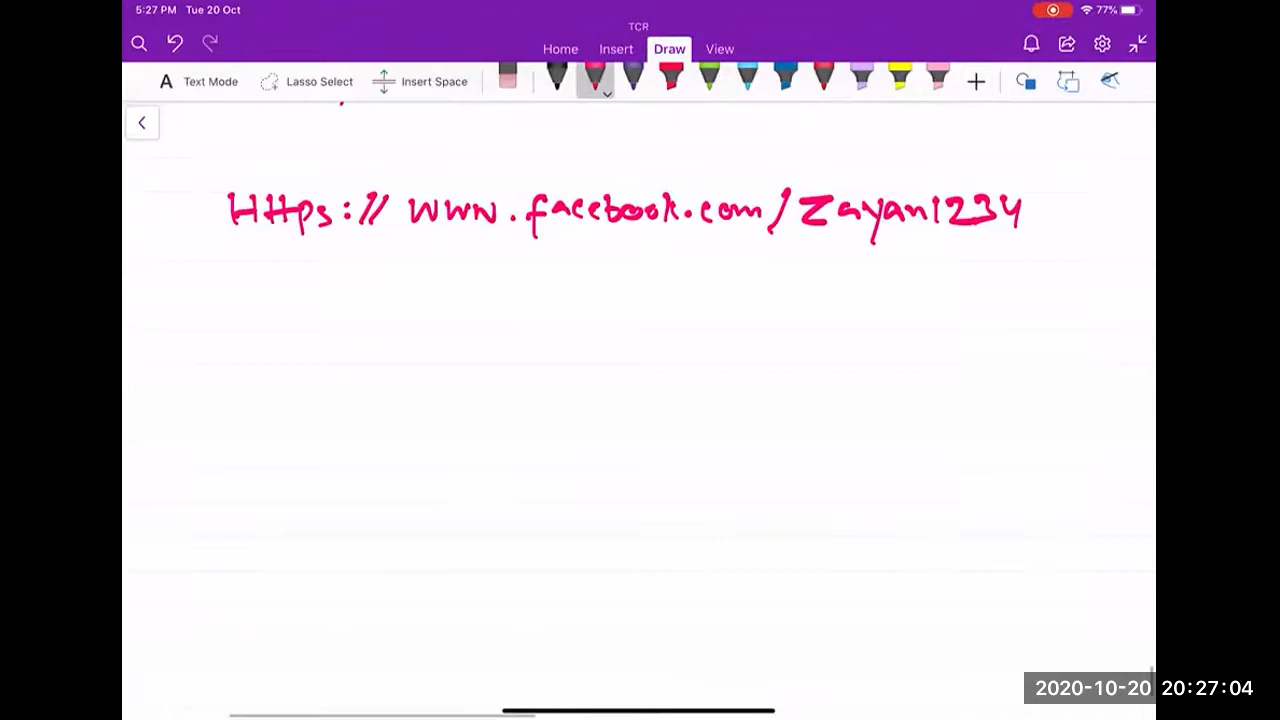 5:27 PM Tue 20 Oct 77%
TCR
Home Insert Draw View
A Text Mode Lasso Select Insert Space
Https://www.facebook.com/Zayan1234
2020-10-20 20:27:04